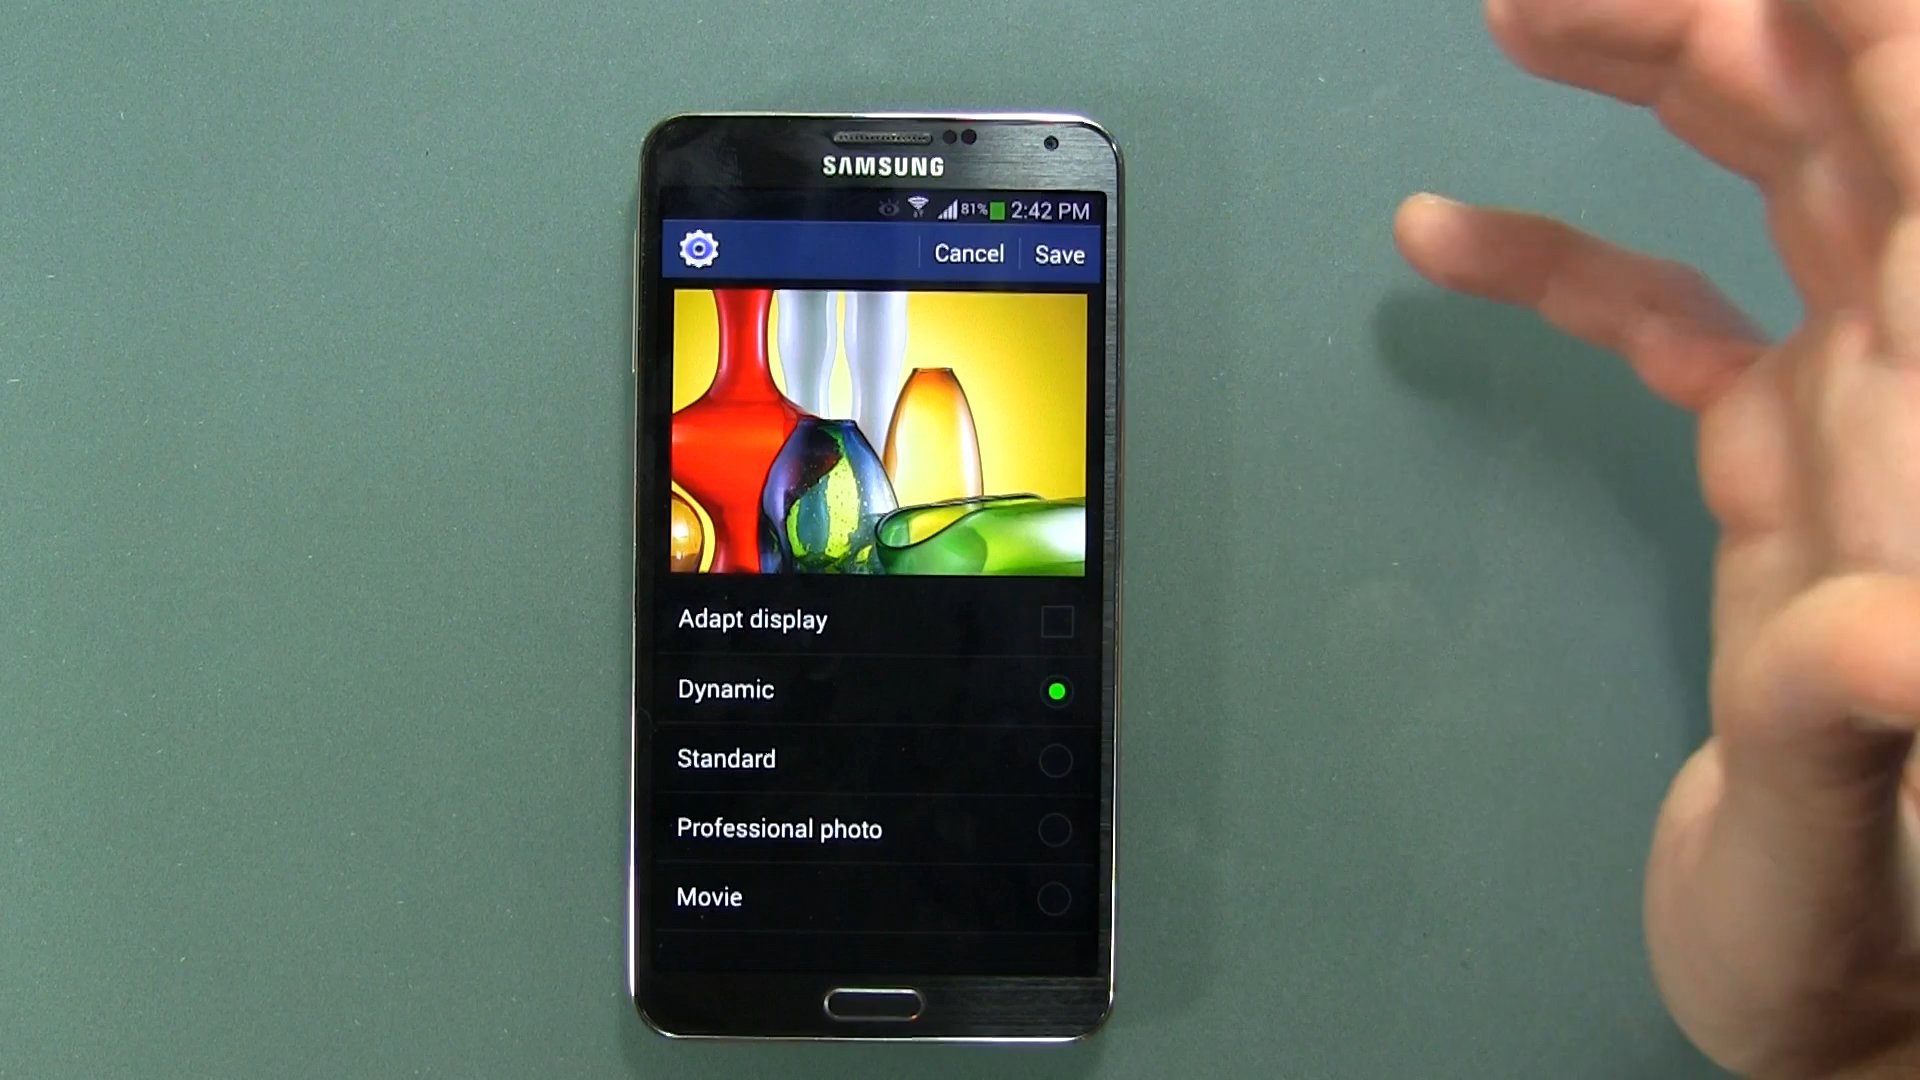 SAMSUNG
81% 2:42 PM
Cancel Save
Adapt display
Dynamic
Standard
Professional photo
Movie